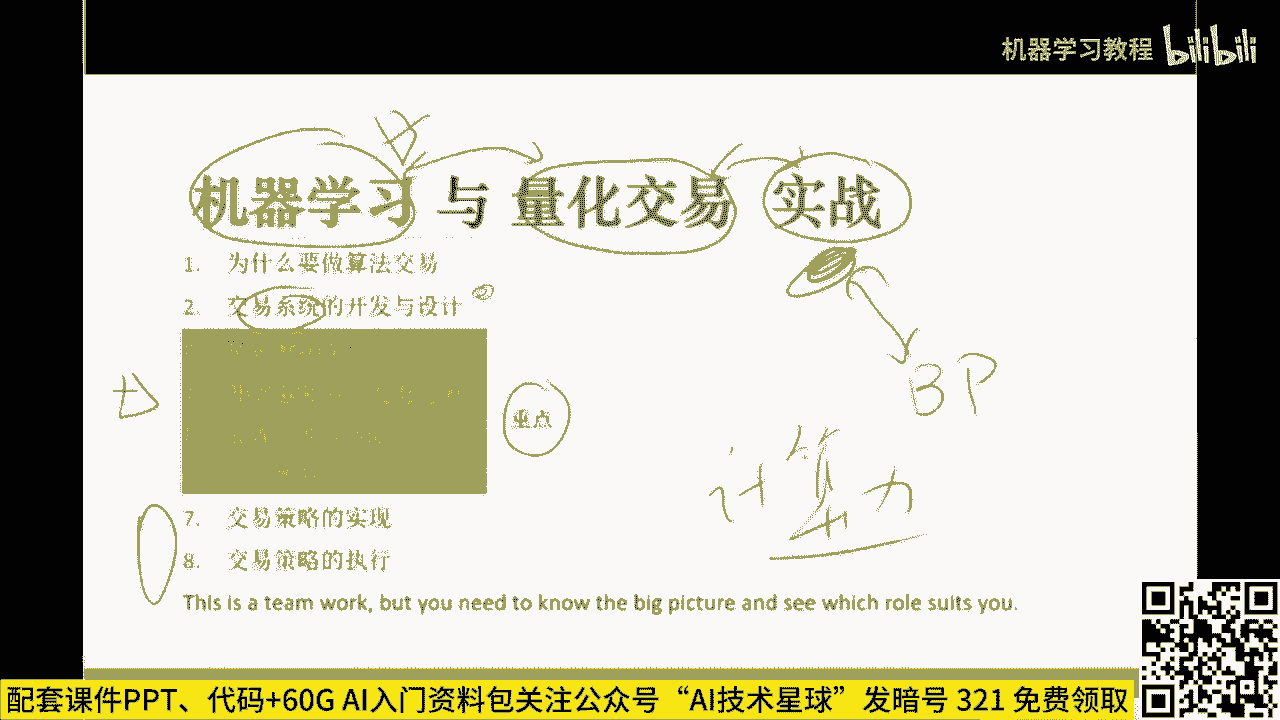 机器学习教程 bilibili
机器学习 与 量化交易 实战
1. 为什么要做算法交易
2. 交易系统的开发与设计
重点
BP
计算力
7. 交易策略的实现
8. 交易策略的执行
This is a team work, but you need to know the big picture and see which role suits you.
配套课件PPT、代码+60G AI入门资料包关注公众号“AI技术星球”发暗号 321 免费领取